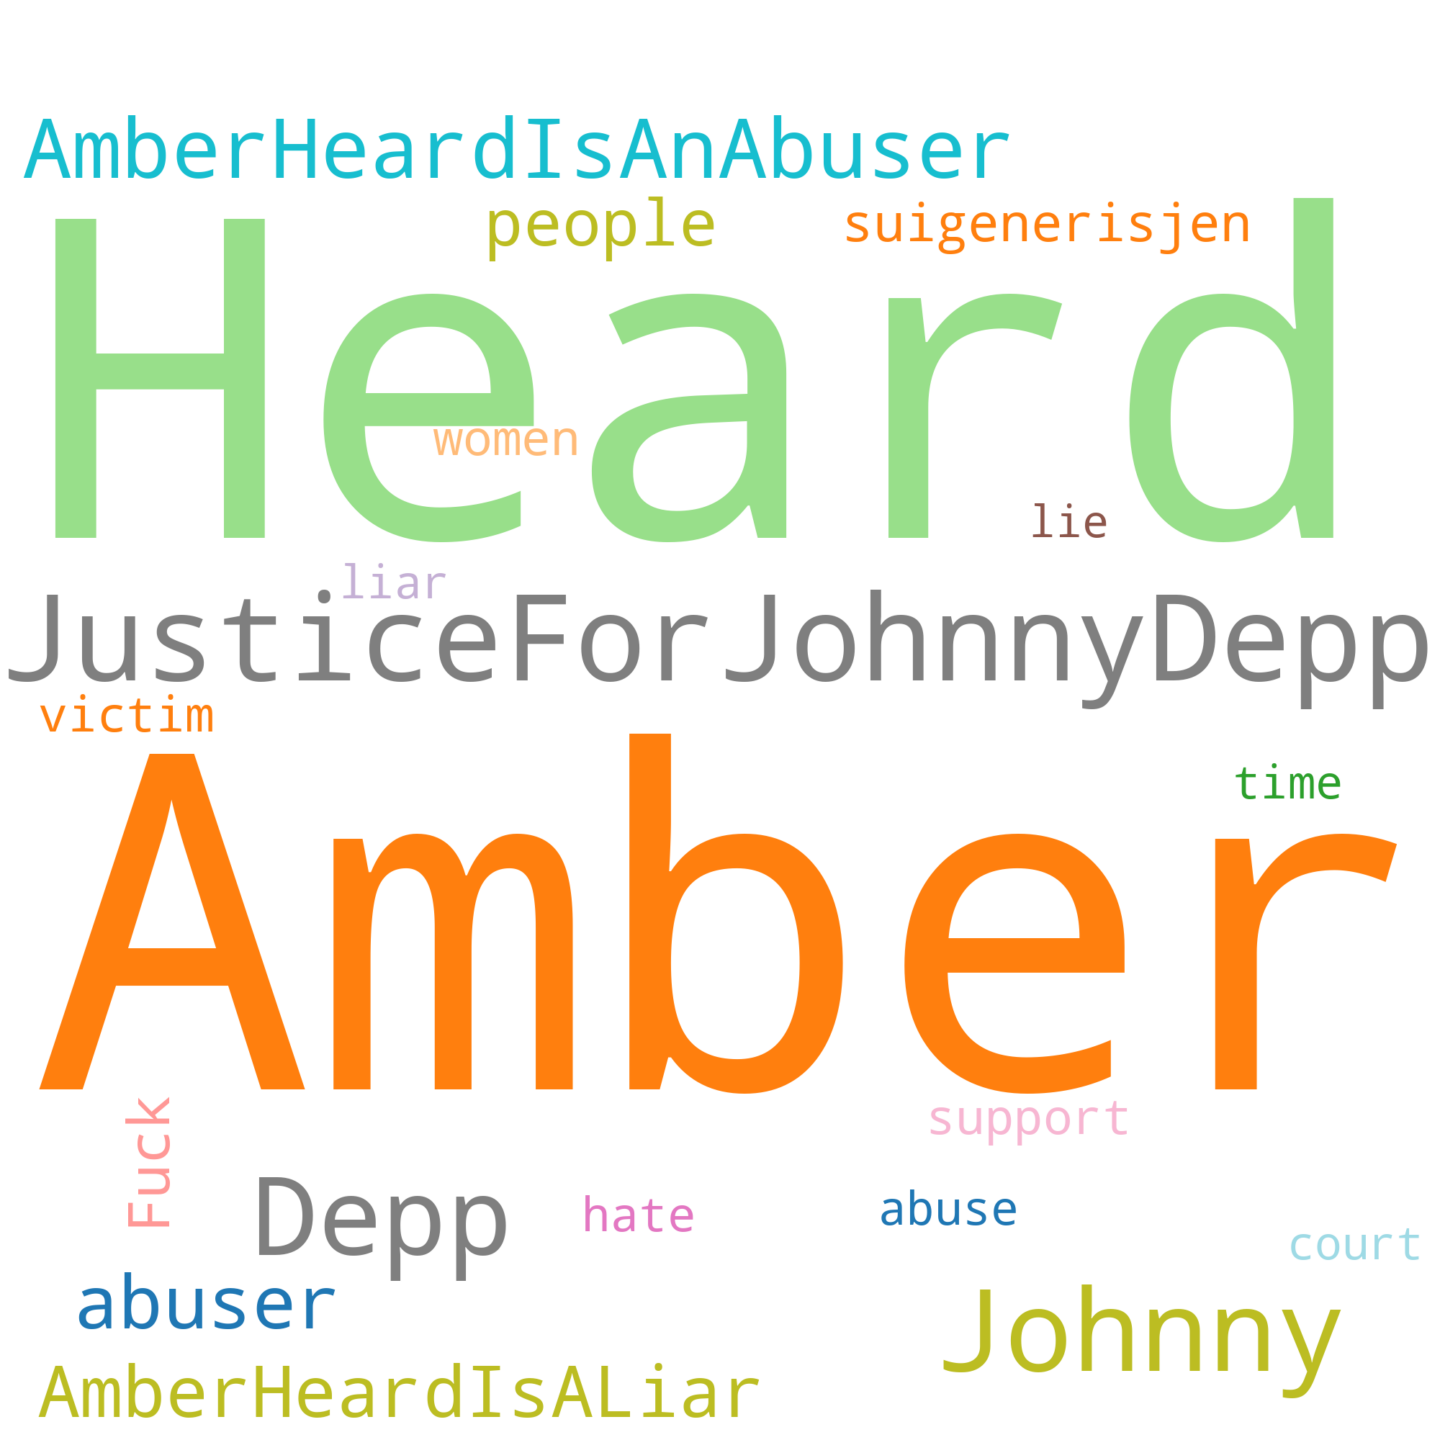 AmberHeardIsAnAbuser
people
suigenerisjen
Heard
women
lie
liar
JusticeForJohnnyDepp
victim
time
Amber
Fuck
support
Depp
hate
abuse
court
abuser
Johnny
AmberHeardIsALiar